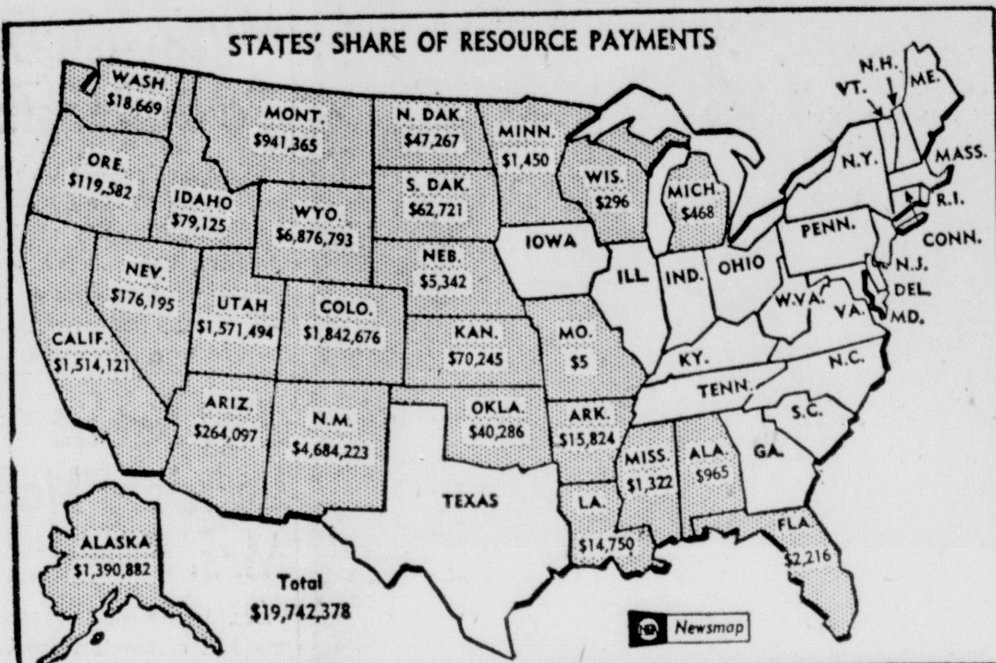 STATES' SHARE OF RESOURCE PAYMENTS
WASH.
$18,669
MONT.
$941,365
N. DAK.
$47,267
MINN.
$1,450
ORE.
$119,582
IDAHO
$79,125
WYO.
$6,876,793
S. DAK.
$62,721
WIS.
$296
MICH.
$468
N.H.
VT.
ME.
N.Y.
MASS.
R.I.
CONN.
PENN.
N.J.
DEL.
MD.
NEV.
$176,195
UTAH
$1,571,494
COLO.
$1,842,676
NEB.
$5,342
IOWA
ILL
IND.
OHIO
W.VA.
VA.
CALIF.
$1,514,121
KAN.
$70,245
MO.
$5
KY.
N.C.
TENN.
S.C.
ARIZ.
$264,097
N.M.
$4,684,223
OKLA.
$40,286
ARK.
$15,824
MISS.
$1,322
ALA.
$965
GA.
TEXAS
LA.
$14,750
FLA.
$2,216
ALASKA
$1,390,882
Total
$19,742,378
NEA Newsmap